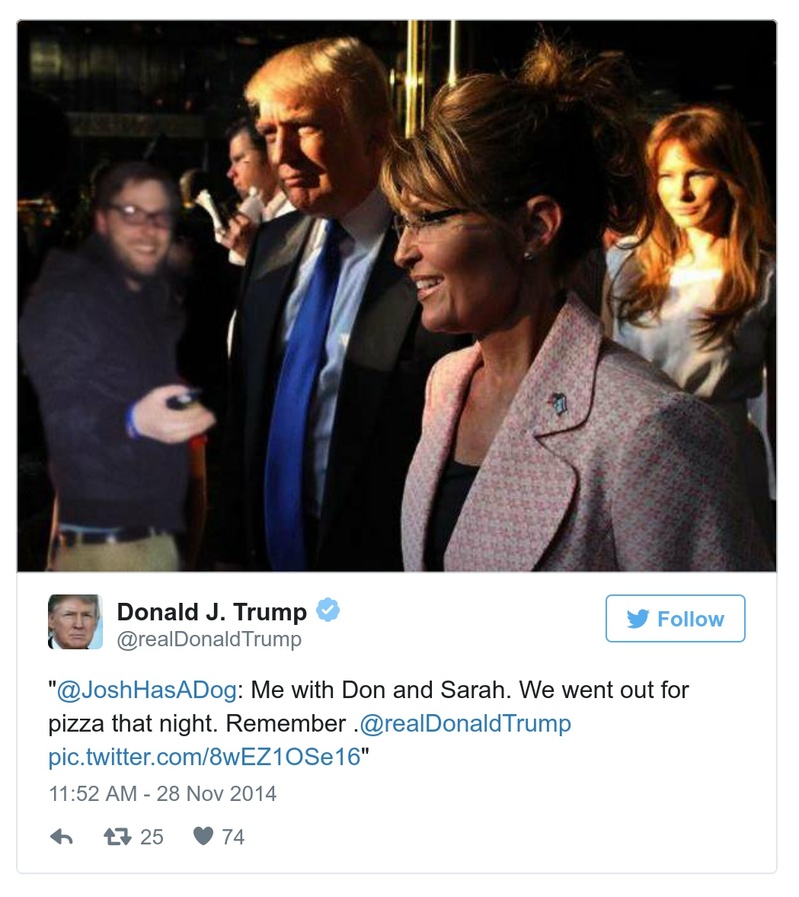 Donald J. Trump
Follow
@realDonaldTrump
"@JoshHasADog: Me with Don and Sarah. We went out for
pizza that night. Remember .@realDonaldTrump
pic.twitter.com/8wEZ1OSe16"
11:52 AM - 28 Nov 2014
25 74